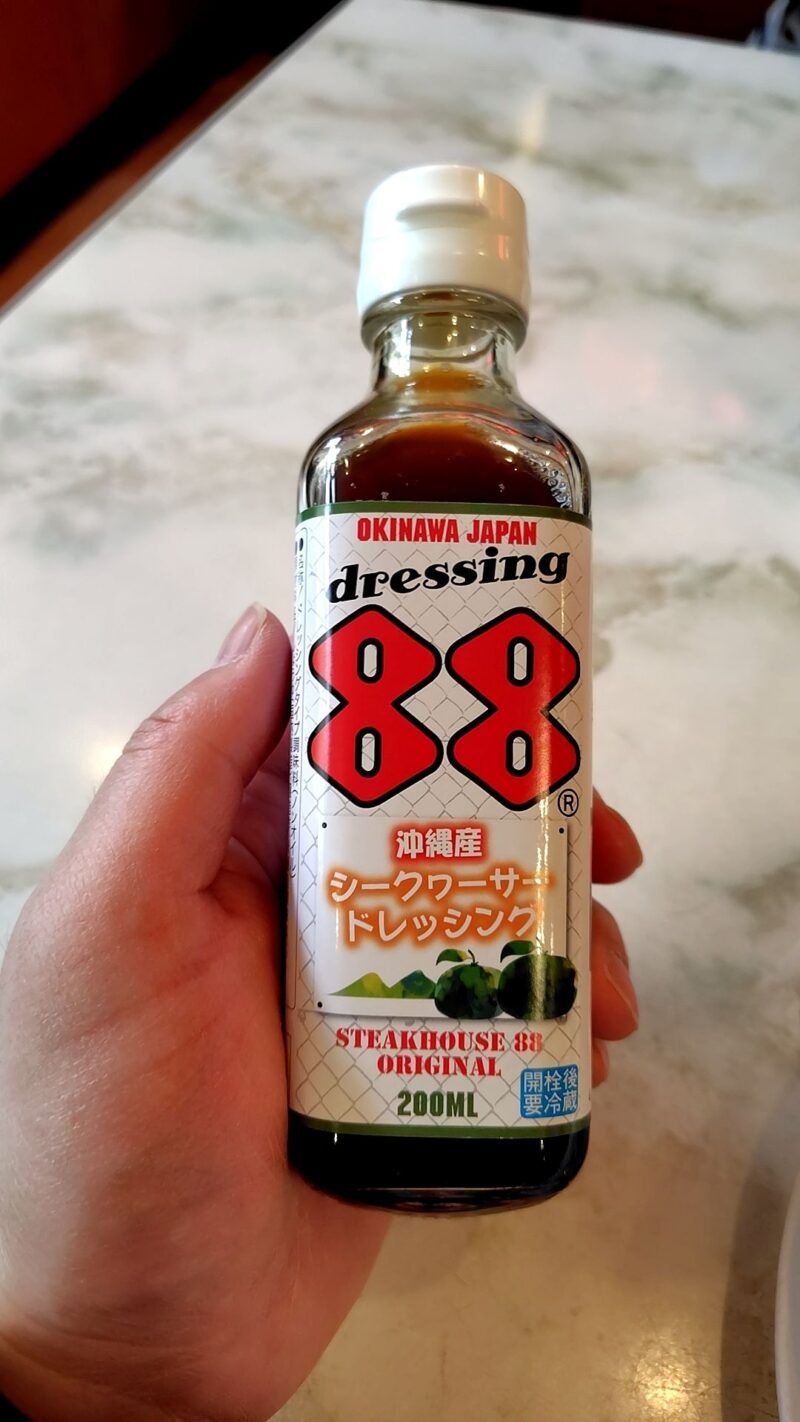 OKINAWA JAPAN
dressing
88
®
沖縄産
シークヮーサー
ドレッシング
STEAKHOUSE 88
ORIGINAL
200ML
開栓後
要冷蔵